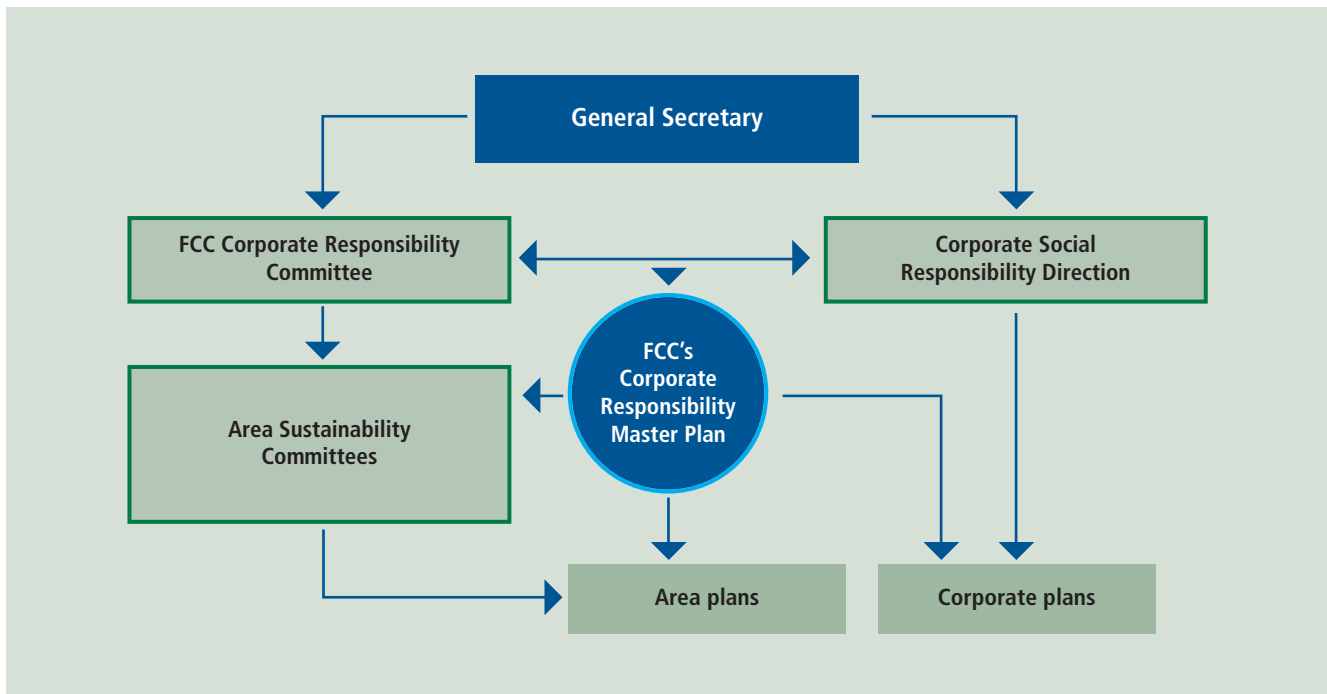 General Secretary
FCC Corporate Responsibility
Committee
Corporate Social
Responsibility Direction
FCC's
Corporate
Responsibility
Master Plan
Area Sustainability
Committees
Area plans
Corporate plans